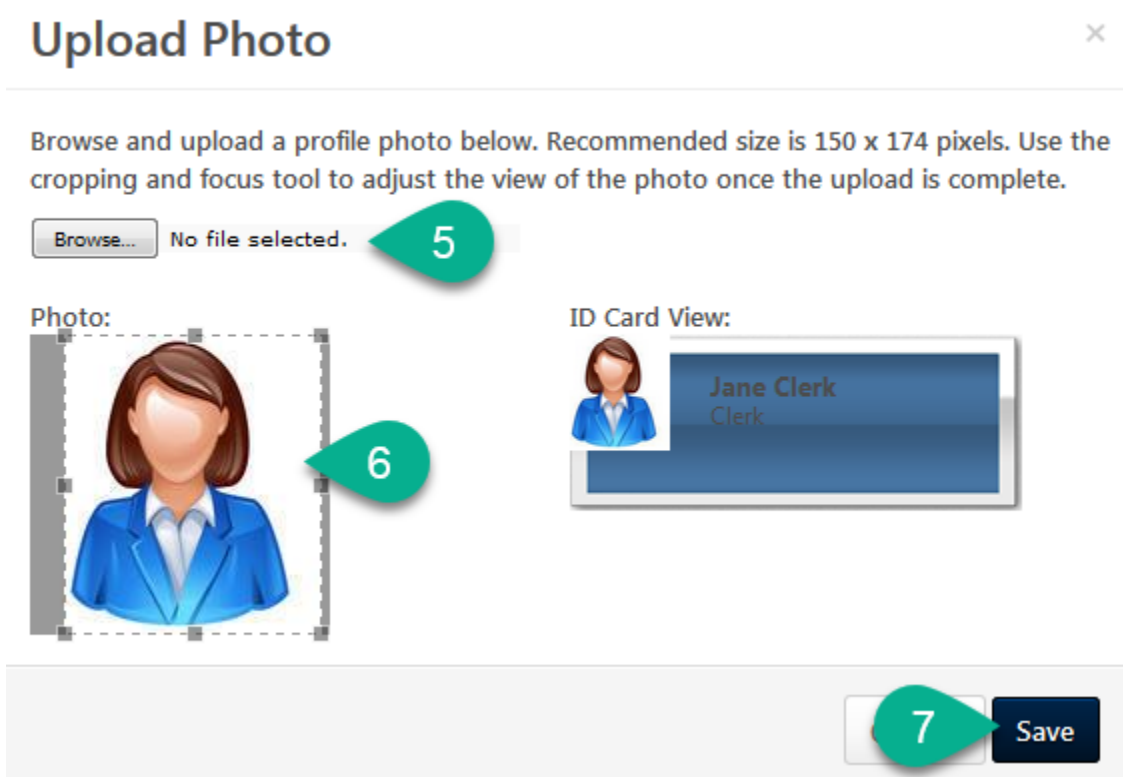 Upload Photo ×
Browse and upload a profile photo below. Recommended size is 150 x 174 pixels. Use the
cropping and focus tool to adjust the view of the photo once the upload is complete.
Browse... No file selected. 5
Photo:
ID Card View:
Jane Clerk
Clerk
6
7 Save